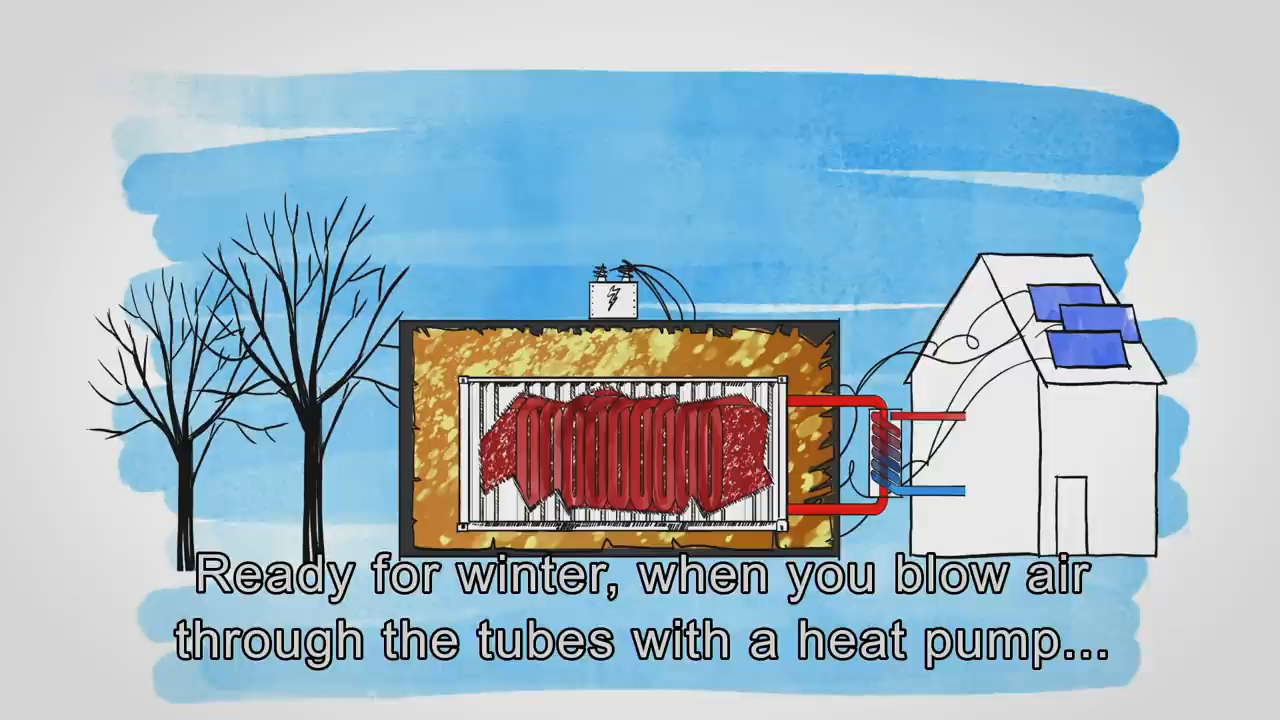 Ready for winter, when you blow air
through the tubes with a heat pump...